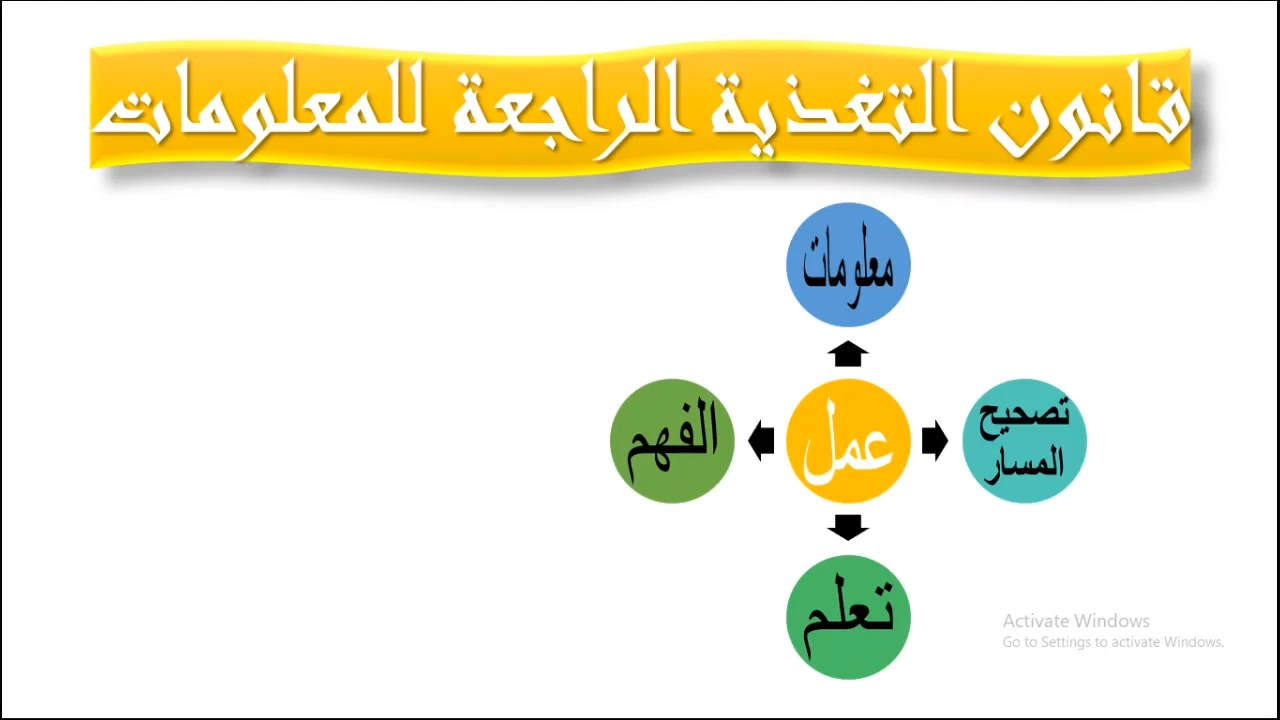 قانون التغذية الراجعة للمعلومات
معلومات
تصحيح
المسار
عمل
الفهم
تعلم
Activate Windows
Go to Settings to activate Windows.